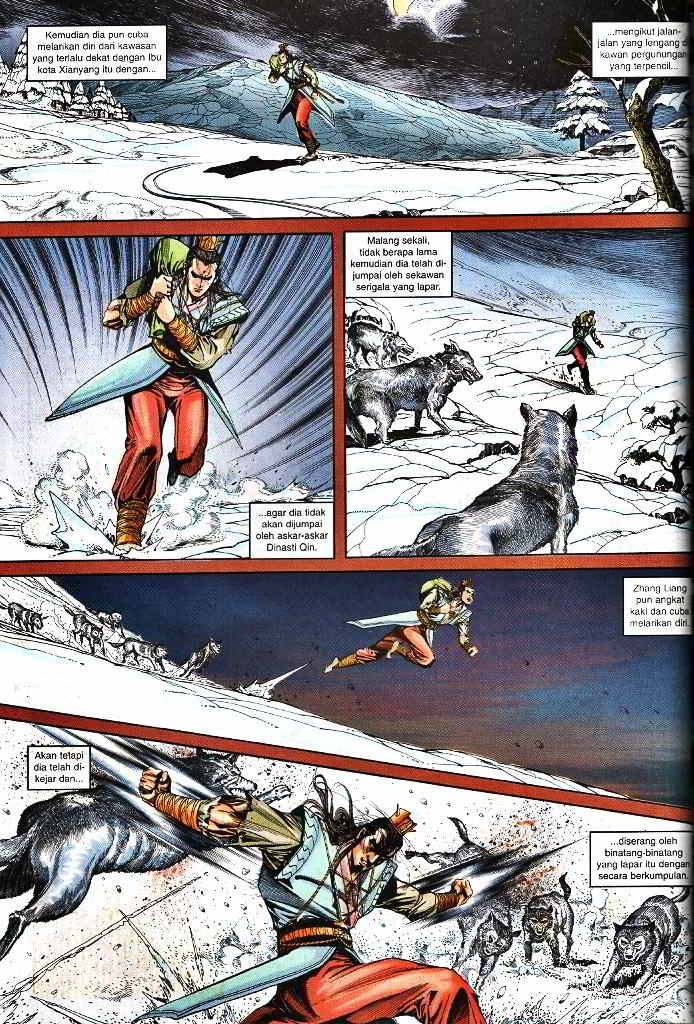 Kemudian dia pun cuba
melarikan diri dari kawasan
yang terlalu dekat dengan Ibu
kota Xianyang itu dengan...
...mengikut jalan-
jalan yang lengang di
kawan pergunungan
yang terpencil...
...agar dia tidak
akan dijumpai
oleh askar-askar
Dinasti Qin.
Malang sekali,
tidak berapa lama
kemudian dia telah di-
jumpai oleh sekawan
serigala yang lapar.
Zhang Liang
pun angkat
kaki dan cuba
melarikan diri.
Akan tetapi
dia telah di-
kejar dan...
...diserang oleh
binatang-binatang
yang lapar itu dengan
secara berkumpulan.